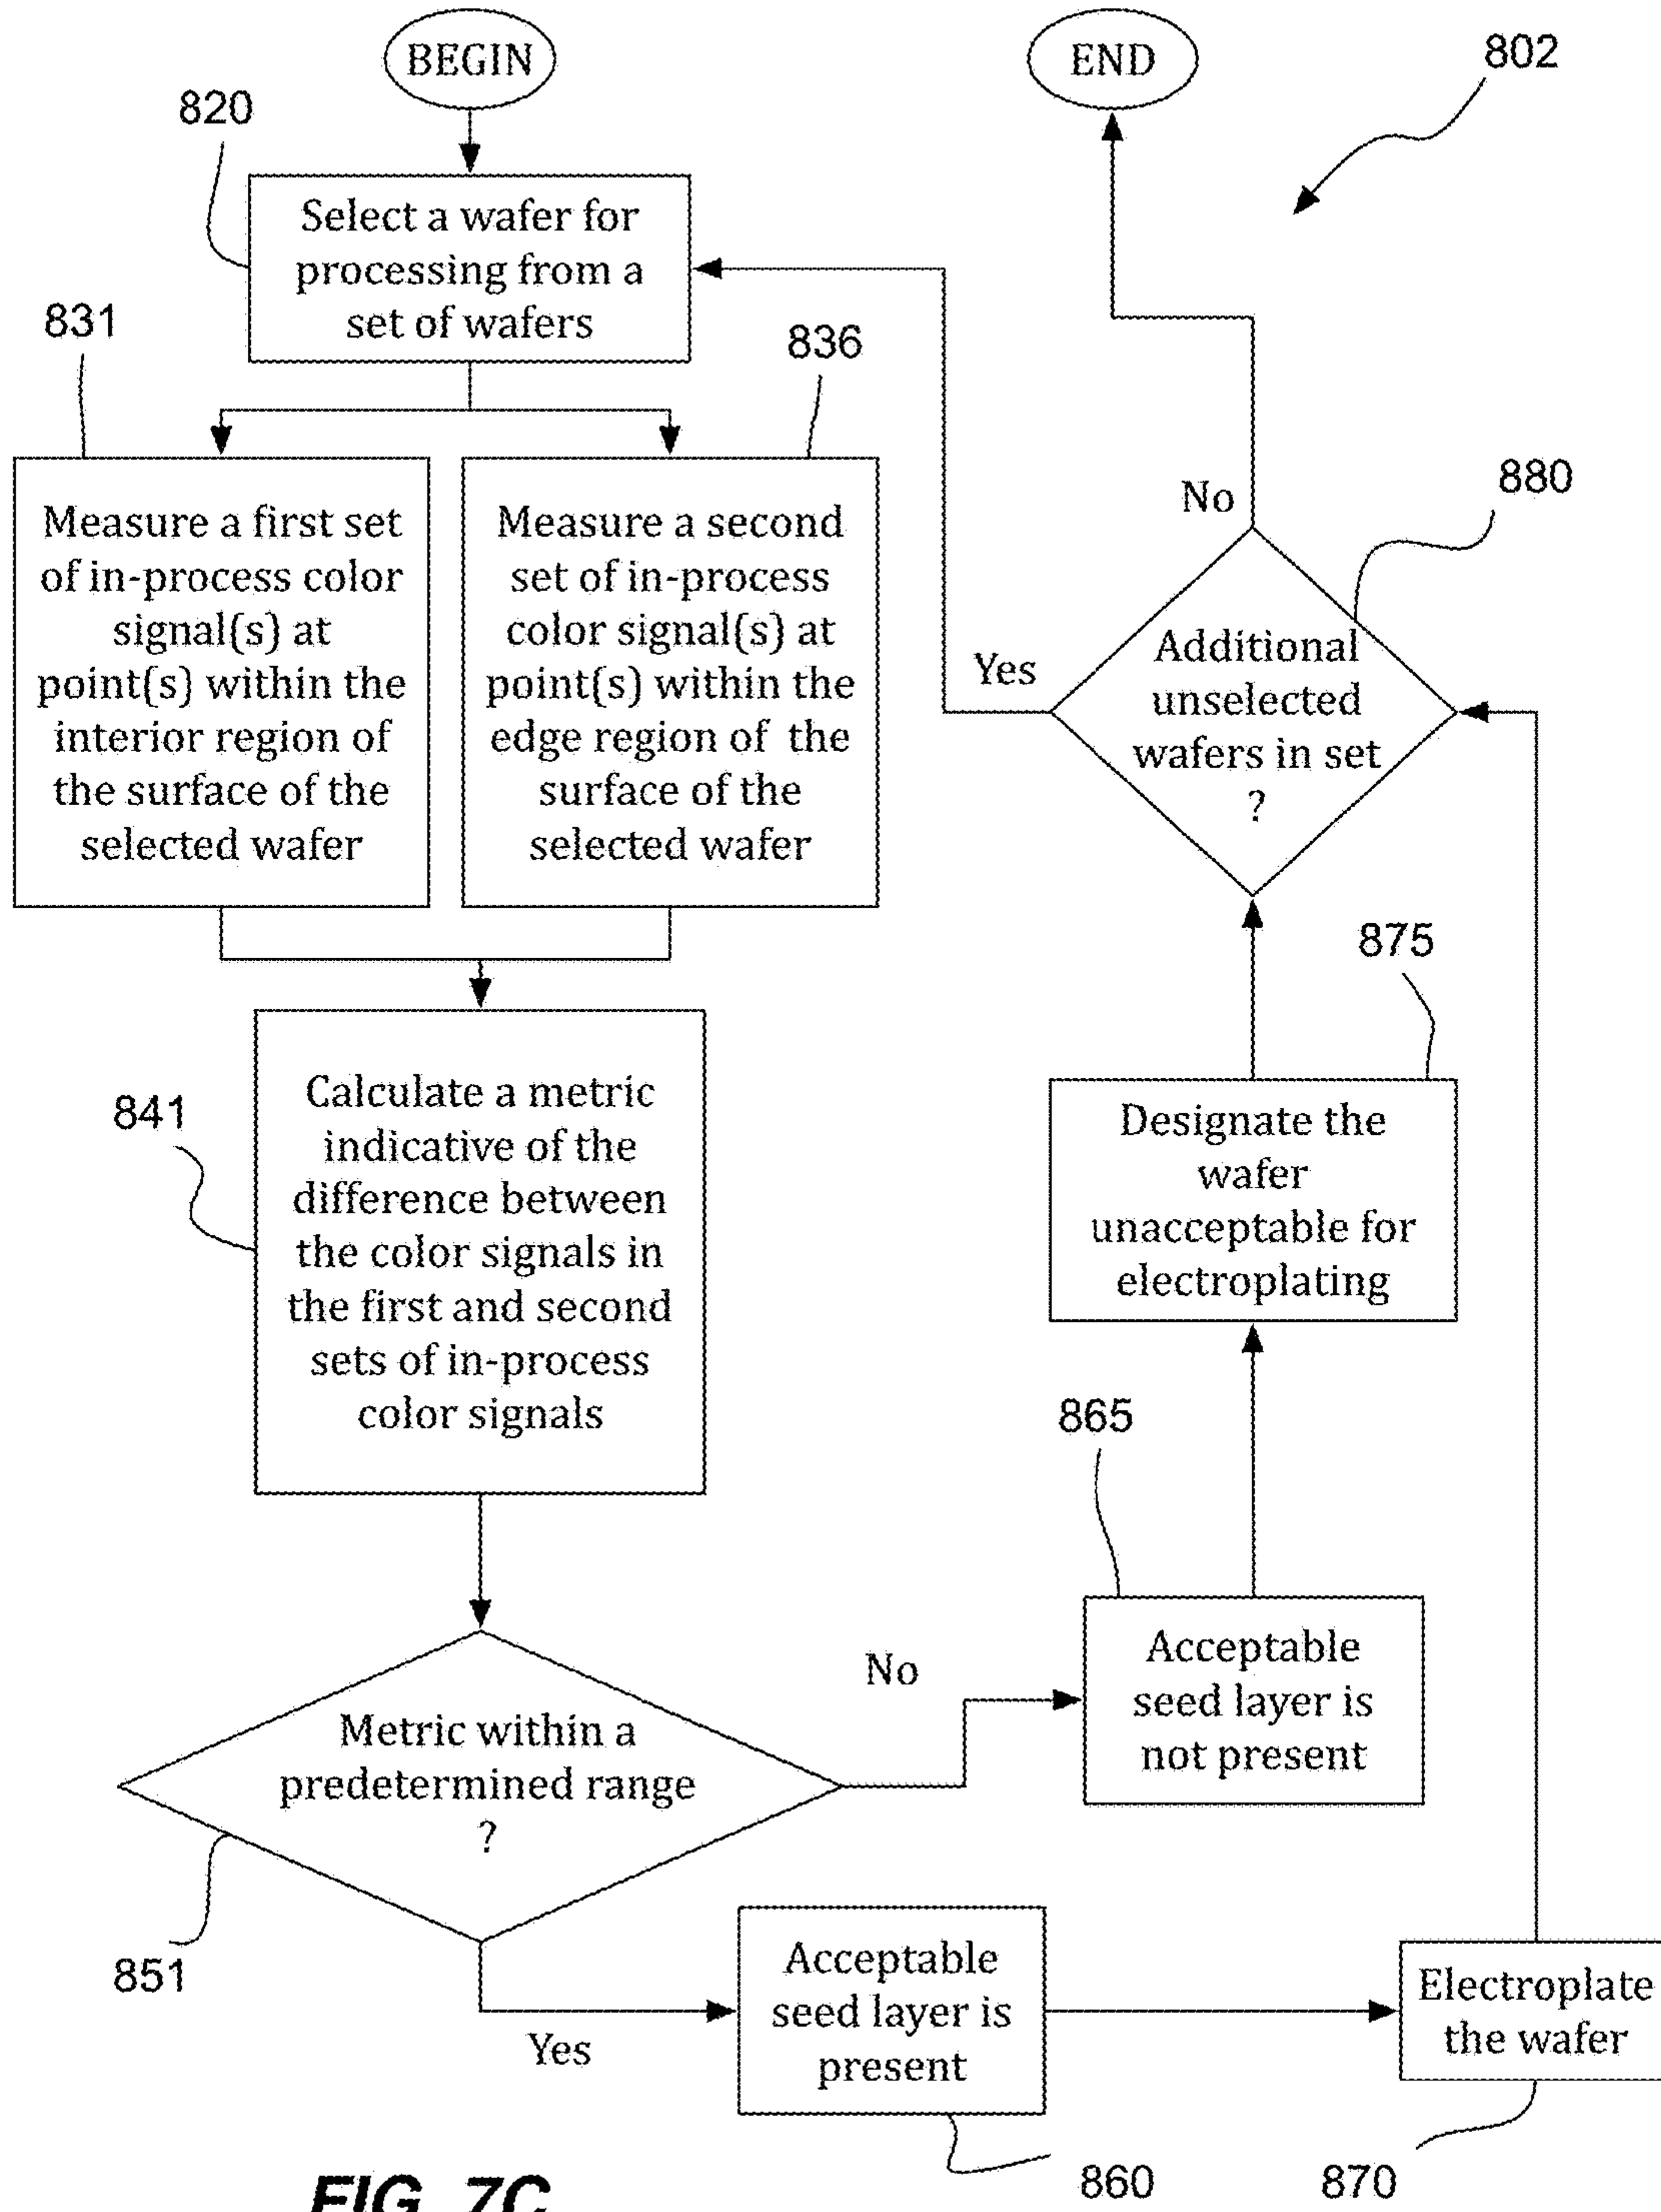 BEGIN
END
802
820
Select a wafer for
processing from a
set of wafers
831
836
Measure a first set
of in-process color
signal(s) at
point(s) within the
interior region of
the surface of the
selected wafer
Measure a second
set of in-process
color signal(s) at
point(s) within the
edge region of the
surface of the
selected wafer
No
880
Yes
Additional
unselected
wafers in set
?
875
841
Calculate a metric
indicative of the
difference between
the color signals in
the first and second
sets of in-process
color signals
Designate the
wafer
unacceptable for
electroplating
865
No
Acceptable
seed layer is
not present
Metric within a
predetermined range
?
851
Yes
Acceptable
seed layer is
present
Electroplate
the wafer
860
870
FIG. 7C